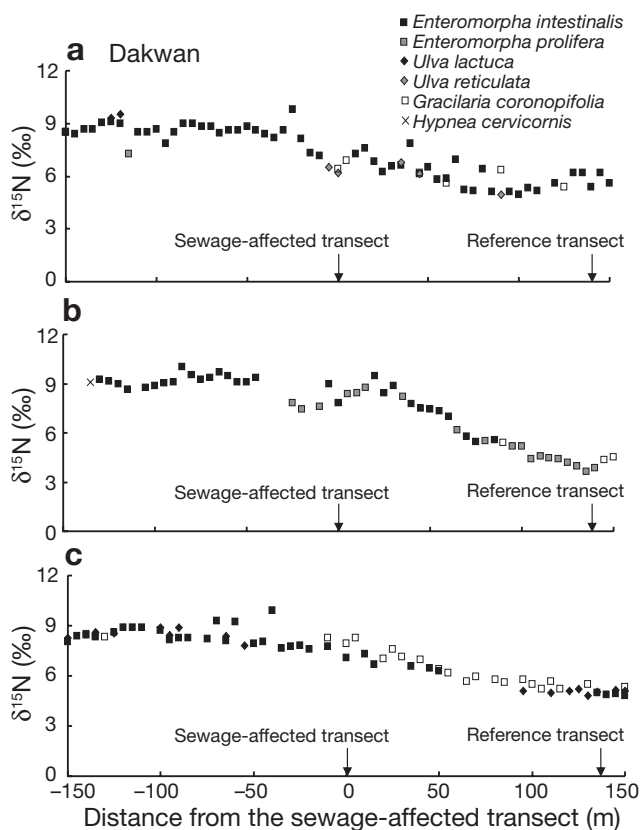 a Dakwan
Enteromorpha intestinalis
Enteromorpha prolifera
Ulva lactuca
Ulva reticulata
Gracilaria coronopifolia
Hypnea cervicornis
12
9
6
3
0
δ15N (‰)
Sewage-affected transect
Reference transect
b
12
9
6
3
0
δ15N (‰)
Sewage-affected transect
Reference transect
c
12
9
6
3
0
δ15N (‰)
Sewage-affected transect
Reference transect
−150 −100 −50 0 50 100 150
Distance from the sewage-affected transect (m)